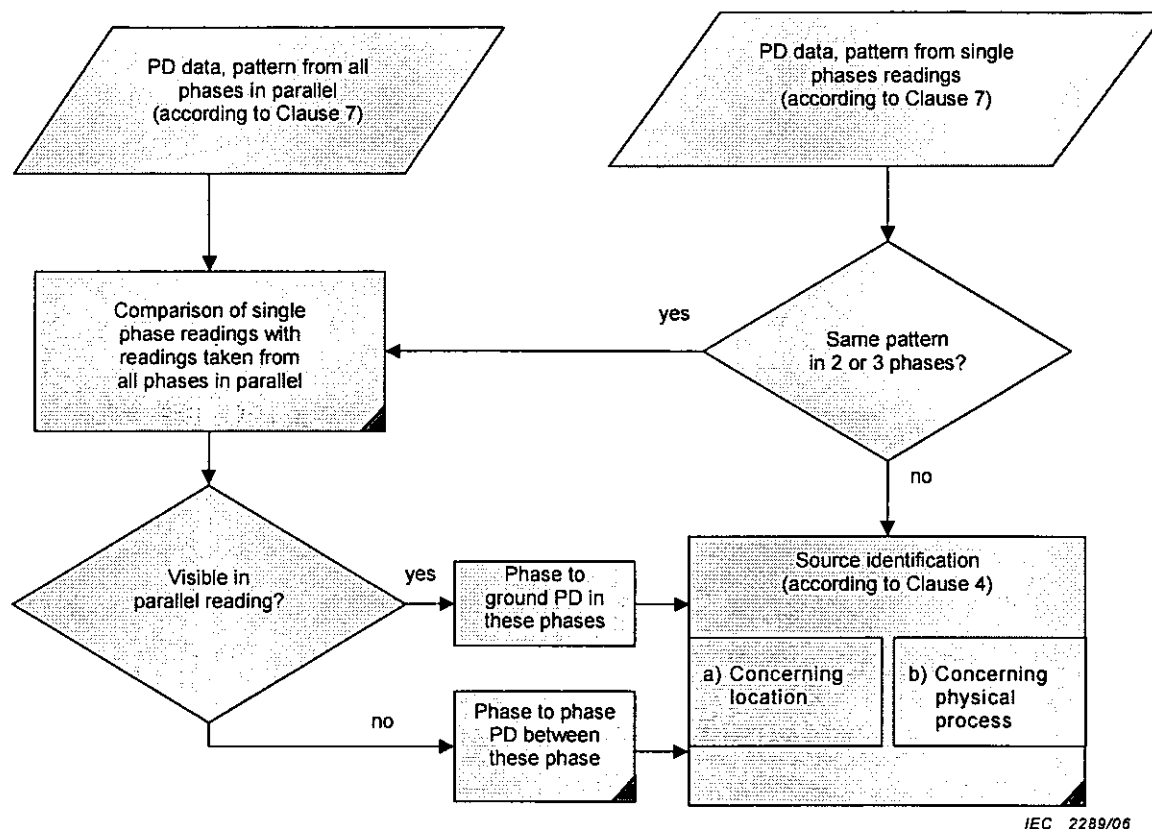 PD data, pattern from all
phases in parallel
(according to Clause 7)
PD data, pattern from single
phases readings
(according to Clause 7)
Comparison of single
phase readings with
readings taken from
all phases in parallel
yes
Same pattern
in 2 or 3 phases?
no
Visible in
parallel reading?
yes
Phase to
ground PD in
these phases
Source identification
(according to Clause 4)
a) Concerning
location
b) Concerning
physical
process
no
Phase to phase
PD between
these phase
IEC 2289/06